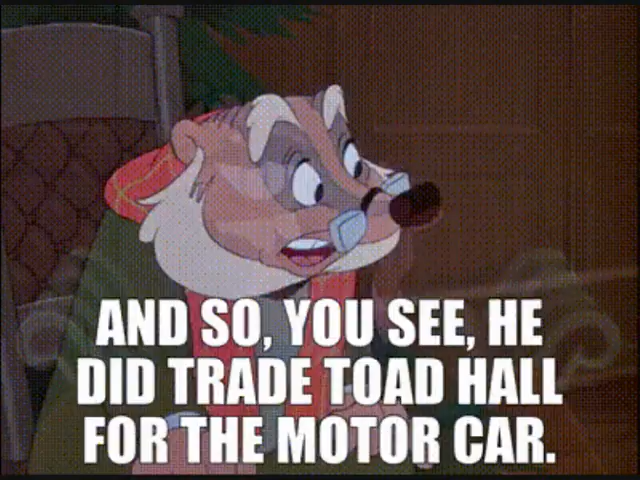 AND SO, YOU SEE, HE
DID TRADE TOAD HALL
FOR THE MOTOR CAR.